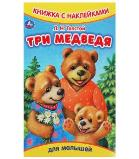 КНИЖКА С НАКЛЕЙКАМИ
Л. Н. Толстой
ТРИ МЕДВЕДЯ
ДЛЯ МАЛЫШЕЙ